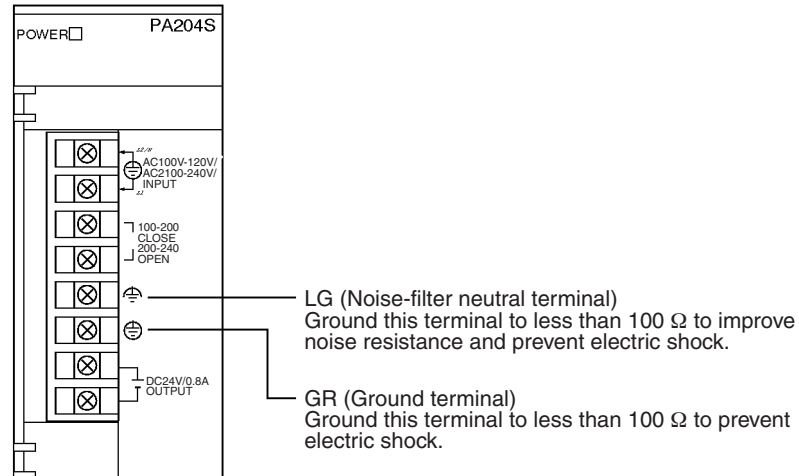 PA204S
POWER
AC100V-120V/
AC2100-240V/
INPUT
100-200
CLOSE
200-240
OPEN
LG (Noise-filter neutral terminal)
Ground this terminal to less than 100 Ω to improve
noise resistance and prevent electric shock.
DC24V/0.8A
OUTPUT
GR (Ground terminal)
Ground this terminal to less than 100 Ω to prevent
electric shock.